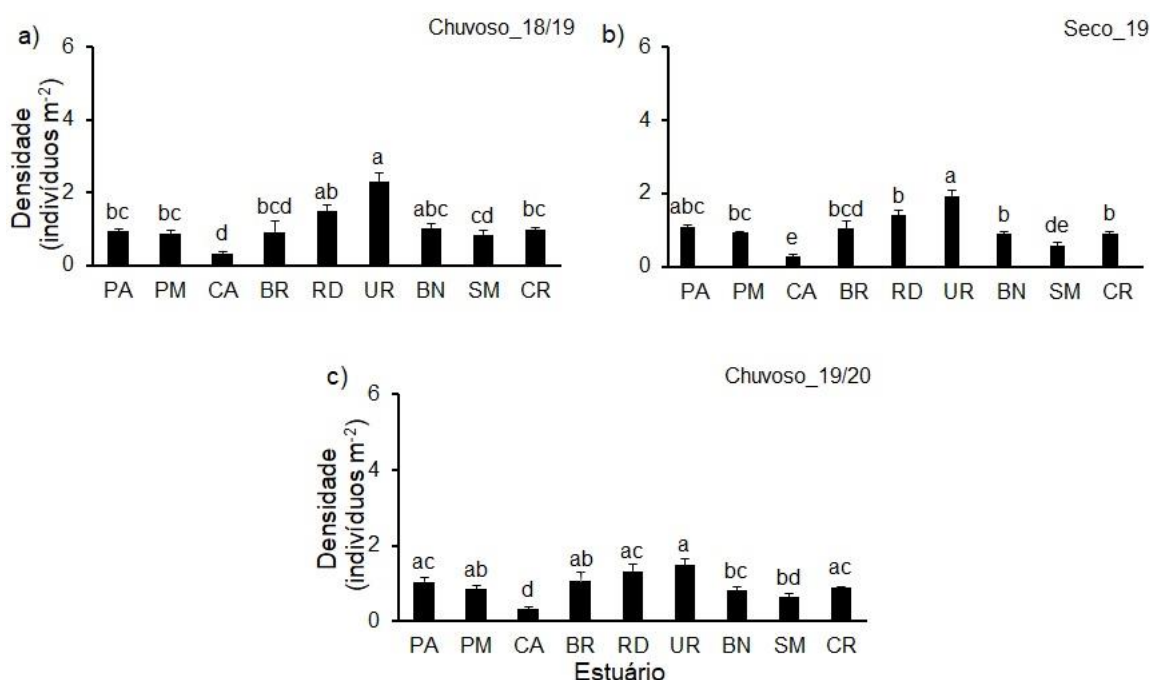 a)
Chuvoso_18/19
Densidade
(indivíduos m-2)
6
4
2
0
bc bc d bcd ab a abc cd bc
PA PM CA BR RD UR BN SM CR
b)
Seco_19
6
4
2
0
abc bc e bcd b a b de b
PA PM CA BR RD UR BN SM CR
c)
Chuvoso_19/20
Densidade
(indivíduos m-2)
6
4
2
0
ac ab d ab ac a bc bd ac
PA PM CA BR RD UR BN SM CR
Estuário